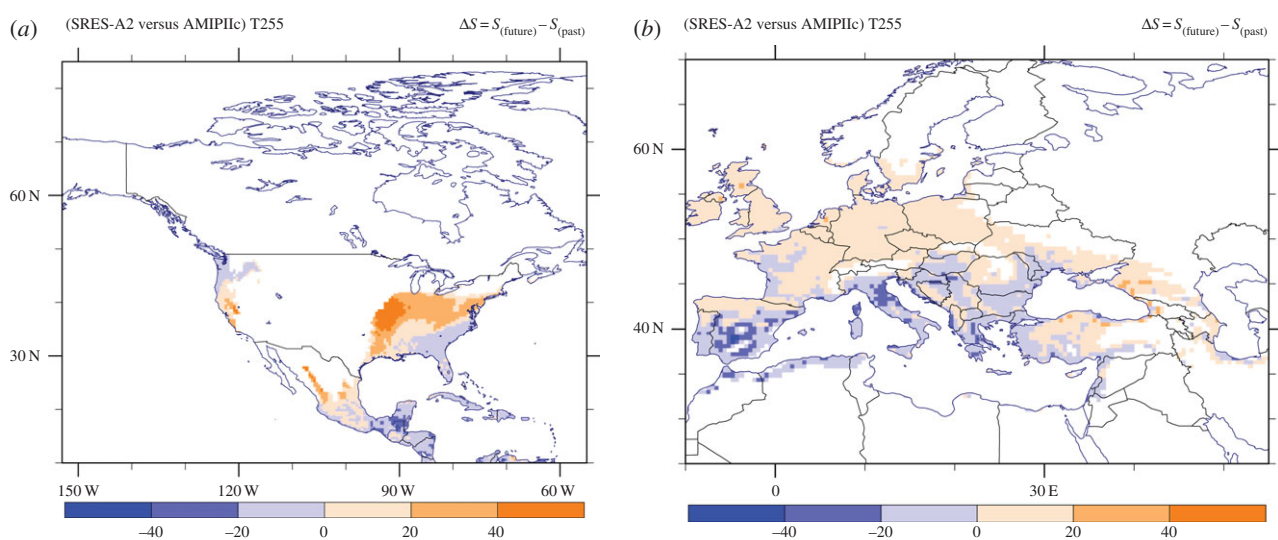 (a) (SRES-A2 versus AMIPIIc) T255 ΔS = S(future) – S(past)
60 N
30 N
150 W 120 W 90 W 60 W
–40 –20 0 20 40
(b) (SRES-A2 versus AMIPIIc) T255 ΔS = S(future) – S(past)
60 N
40 N
0 30 E
–40 –20 0 20 40